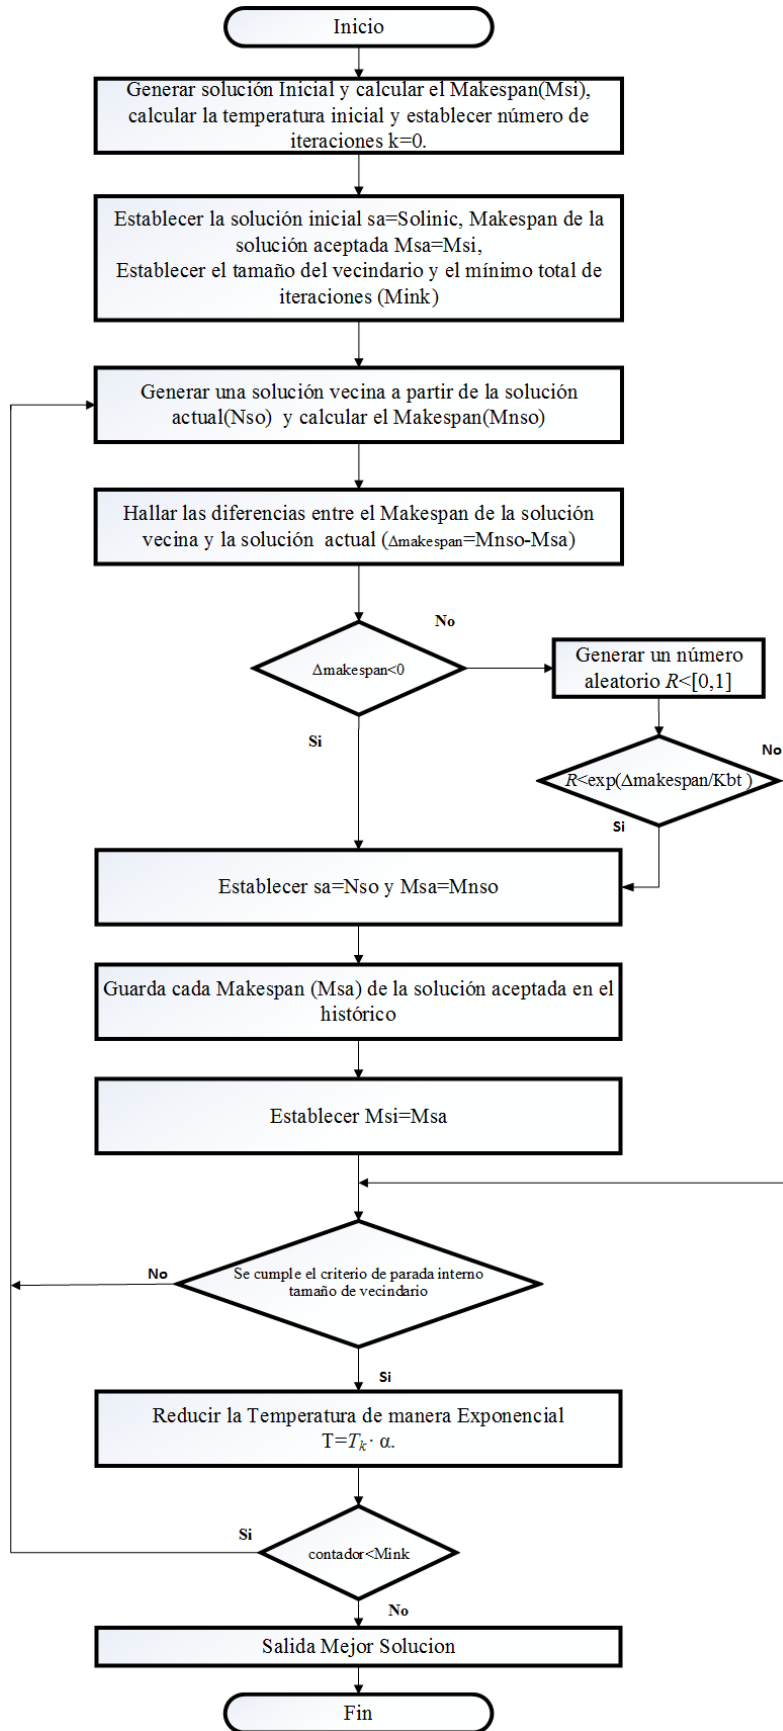 Inicio
Generar solución Inicial y calcular el Makespan(Msi),
calcular la temperatura inicial y establecer número de
iteraciones k=0.
Establecer la solución inicial sa=Solinic, Makespan de la
solución aceptada Msa=Msi,
Establecer el tamaño del vecindario y el mínimo total de
iteraciones (Mink)
Generar una solución vecina a partir de la solución
actual(Nso) y calcular el Makespan(Mnso)
Hallar las diferencias entre el Makespan de la solución
vecina y la solución actual (Δmakespan=Mnso-Msa)
No
Δmakespan<0
Generar un número
aleatorio R<[0,1]
Si
No
R<exp(Δmakespan/Kbt )
Si
Establecer sa=Nso y Msa=Mnso
Guarda cada Makespan (Msa) de la solución aceptada en el
histórico
Establecer Msi=Msa
No
Se cumple el criterio de parada interno
tamaño de vecindario
Si
Reducir la Temperatura de manera Exponencial
T=Tₖ· α.
Si
contador<Mink
No
Salida Mejor Solucion
Fin